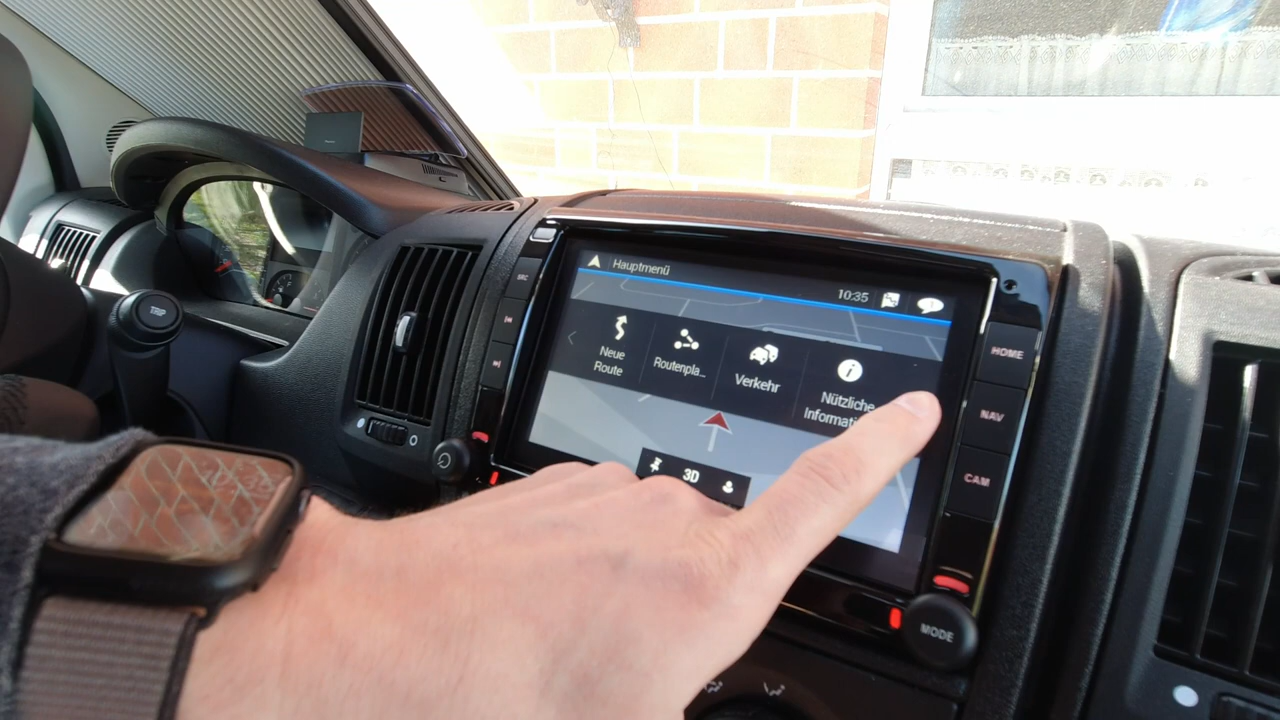 Hauptmenü
10:35
Neue
Route
Routenpla...
Verkehr
Nützliche
Informati
3D
SRC
HOME
NAV
CAM
MODE
TRIP